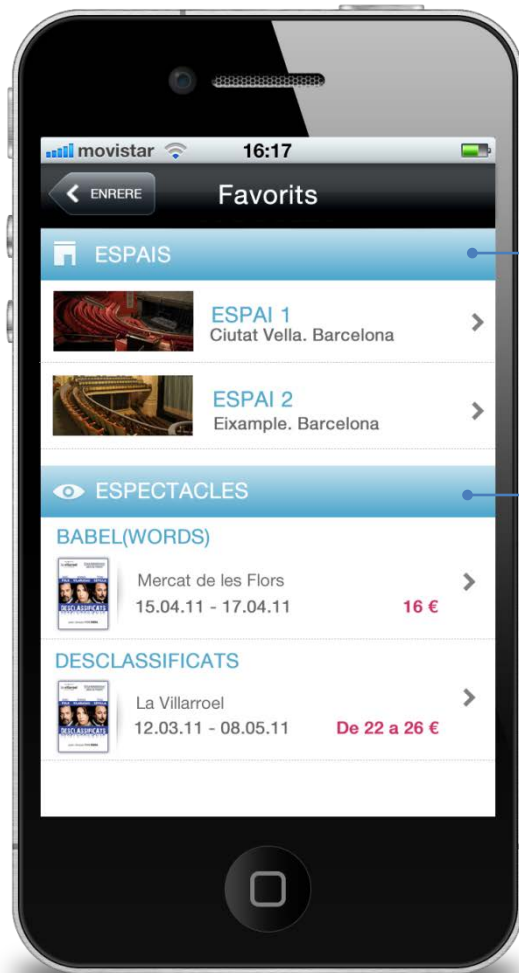 movistar 16:17
ENRERE Favorits
ESPAIS
ESPAI 1
Ciutat Vella. Barcelona
ESPAI 2
Eixample. Barcelona
ESPECTACLES
BABEL(WORDS)
DESCLASSIFICATS
Mercat de les Flors
15.04.11 - 17.04.11 16 €
DESCLASSIFICATS
DESCLASSIFICATS
La Villarroel
12.03.11 - 08.05.11 De 22 a 26 €